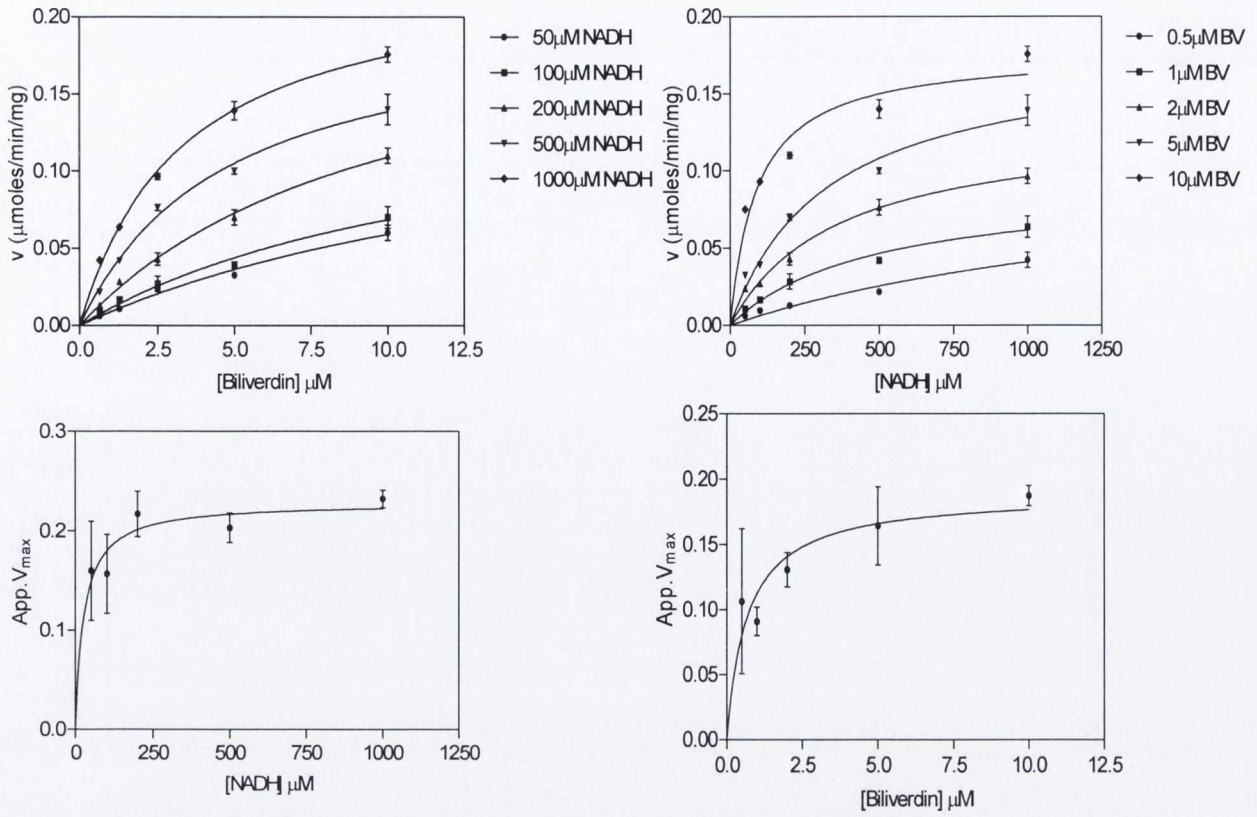 v (μmoles/min/mg)
0.20
0.15
0.10
0.05
0.00
0.0
2.5
5.0
7.5
10.0
12.5
[Biliverdin] μM
50μM NADH
100μM NADH
200μM NADH
500μM NADH
1000μM NADH
v (μmoles/min/mg)
0.20
0.15
0.10
0.05
0.00
0
250
500
750
1000
1250
[NADH] μM
0.5μM BV
1μM BV
2μM BV
5μM BV
10μM BV
App. Vmax
0.3
0.2
0.1
0.0
0
250
500
750
1000
1250
[NADH] μM
App. Vmax
0.25
0.20
0.15
0.10
0.05
0.00
0.0
2.5
5.0
7.5
10.0
12.5
[Biliverdin] μM